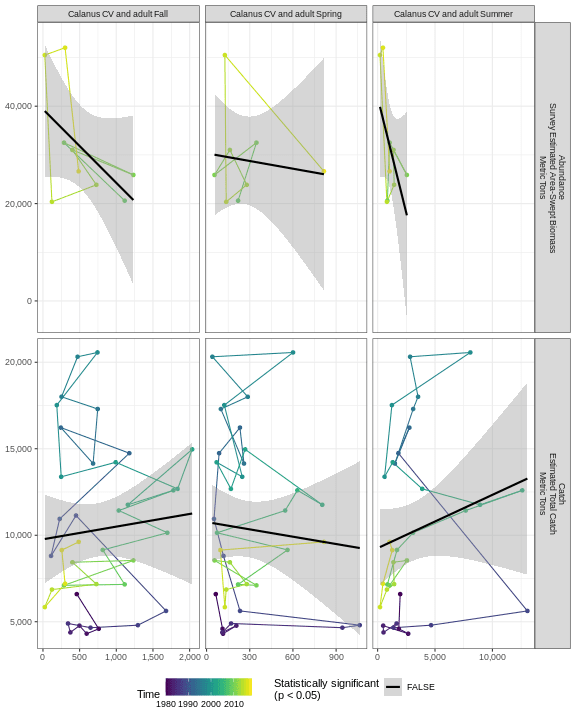 Calanus CV and adult Fall
Calanus CV and adult Spring
Calanus CV and adult Summer
40,000
20,000
0
Abundance
Survey Estimated Area-Swept Biomass
Metric Tons
20,000
15,000
10,000
5,000
Catch
Estimated Total Catch
Metric Tons
0 500 1,000 1,500 2,000
0 300 600 900
0 5,000 10,000
Time
1980 1990 2000 2010
Statistically significant
(p < 0.05)
FALSE